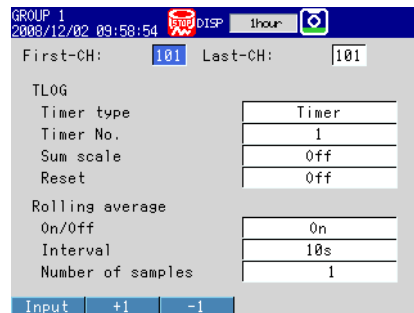 GROUP 1
2008/12/02 09:58:54 STOP DISP 1hour
First-CH: 101 Last-CH: 101
TLOG
Timer type Timer
Timer No. 1
Sum scale Off
Reset Off
Rolling average
On/Off On
Interval 10s
Number of samples 1
Input +1 -1